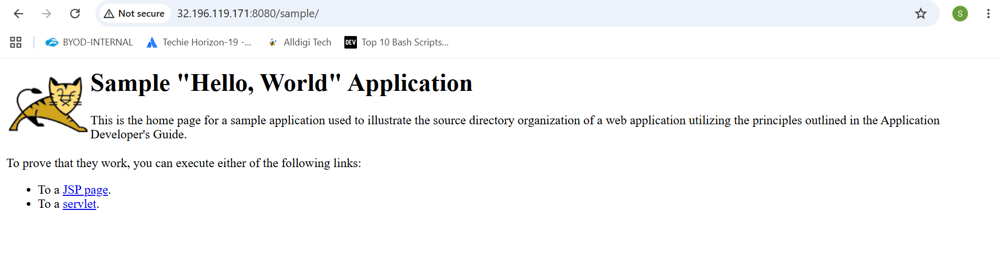 Not secure
32.196.119.171:8080/sample/
S
BYOD-INTERNAL
Techie Horizon-19 -...
Alldigi Tech
DEV
Top 10 Bash Scripts...
Sample "Hello, World" Application
This is the home page for a sample application used to illustrate the source directory organization of a web application utilizing the principles outlined in the Application
Developer's Guide.
To prove that they work, you can execute either of the following links:
• To a JSP page.
• To a servlet.